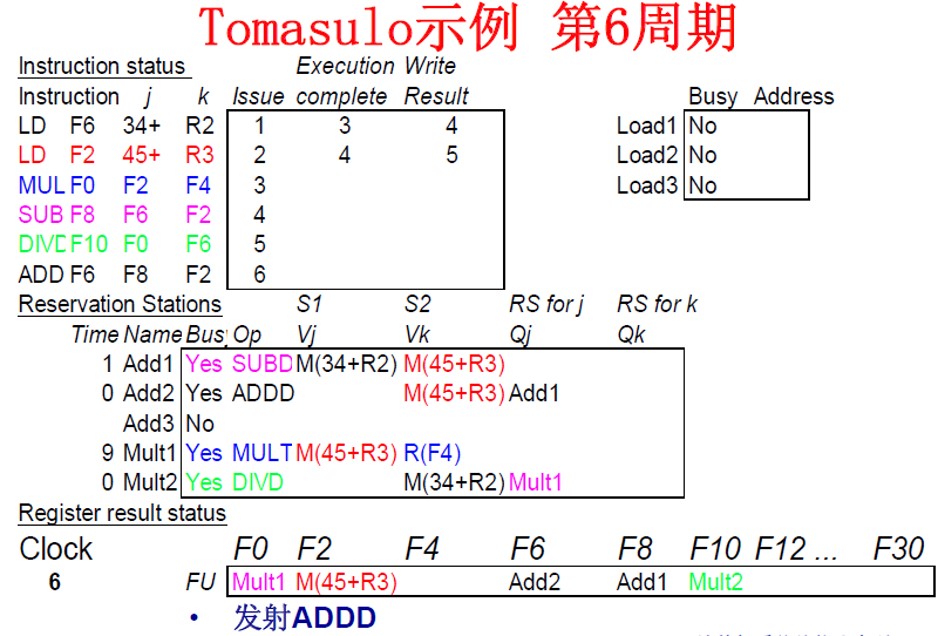 Tomasulo示例 第6周期
Instruction status Execution Write
Instruction j k Issue complete Result Busy Address
LD F6 34+ R2 1 3 4 Load1 No
LD F2 45+ R3 2 4 5 Load2 No
MUL F0 F2 F4 3 Load3 No
SUB F8 F6 F2 4
DIVD F10 F0 F6 5
ADD F6 F8 F2 6
Reservation Stations S1 S2 RS for j RS for k
Time Name Busy Op Vj Vk Qj Qk
1 Add1 Yes SUBD M(34+R2) M(45+R3)
0 Add2 Yes ADDD M(45+R3) Add1
Add3 No
9 Mult1 Yes MULT M(45+R3) R(F4)
0 Mult2 Yes DIVD M(34+R2) Mult1
Register result status
Clock F0 F2 F4 F6 F8 F10 F12 ... F30
6 FU Mult1 M(45+R3) Add2 Add1 Mult2
• 发射ADDD